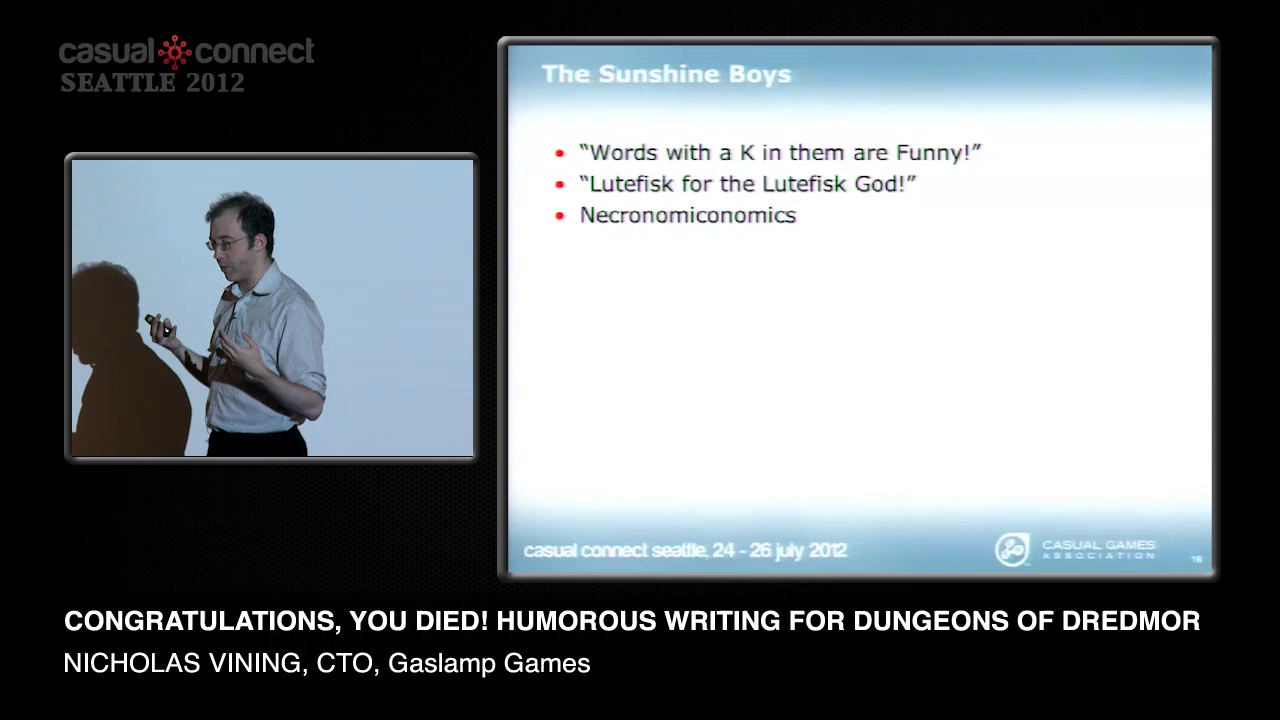 casual connect
SEATTLE 2012
The Sunshine Boys
• “Words with a K in them are Funny!”
• “Lutefisk for the Lutefisk God!”
• Necronomiconomics
casual connect seattle, 24 - 26 july 2012
CASUAL GAMES
ASSOCIATION
16
CONGRATULATIONS, YOU DIED! HUMOROUS WRITING FOR DUNGEONS OF DREDMOR
NICHOLAS VINING, CTO, Gaslamp Games